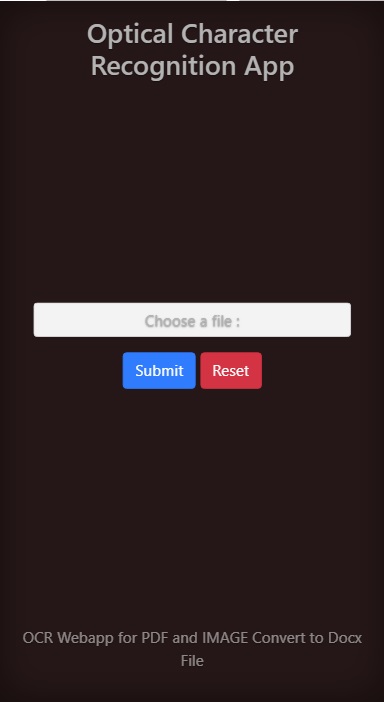 Optical Character
Recognition App
Choose a file :
Submit Reset
OCR Webapp for PDF and IMAGE Convert to Docx
File